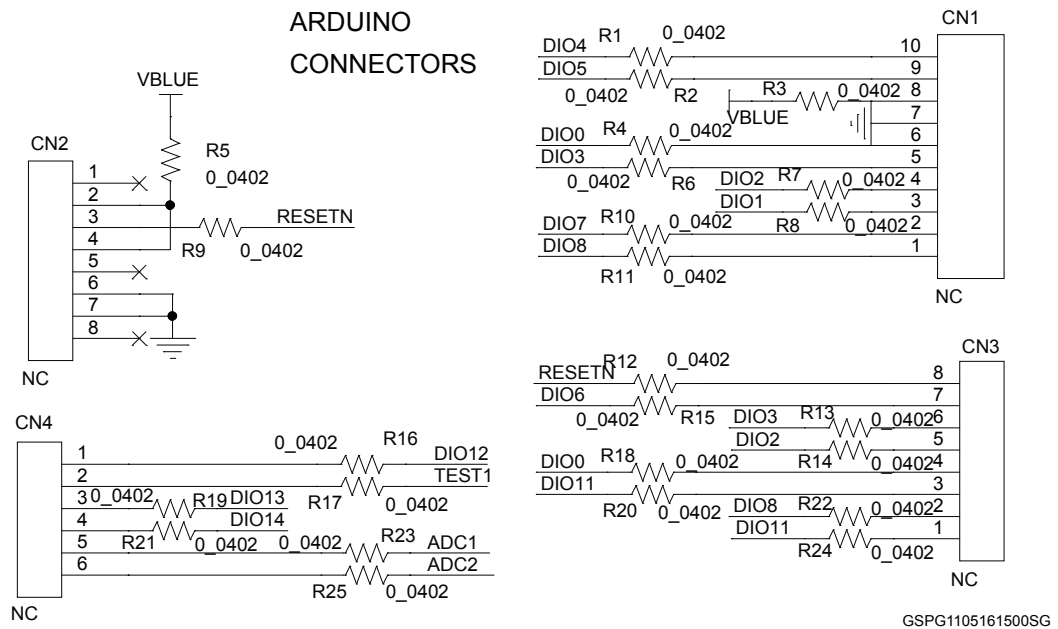 ARDUINO
CONNECTORS
VBLUE
CN2
R5
0_0402
1
2
3
RESETN
4
R9
0_0402
5
6
7
8
NC
CN1
R1
0_0402
DIO4
10
DIO5
9
0_0402
R2
R3
0_0402
8
VBLUE
7
DIO0
R4
0_0402
6
DIO3
5
0_0402
R6
DIO2
R7
0_0402
4
DIO1
3
R8
0_0402
DIO7
R10
0_0402
2
DIO8
1
R11
0_0402
NC
CN4
R16
0_0402
1
DIO12
2
TEST1
3
0_0402
R19
DIO13
R17
0_0402
4
DIO14
R21
0_0402
5
0_0402
R23
ADC1
6
ADC2
R25
0_0402
NC
CN3
R12
0_0402
RESETN
8
DIO6
7
0_0402
R15
DIO3
R13
0_0402
6
DIO2
5
R14
0_0402
DIO0
R18
0_0402
4
DIO11
3
R20
0_0402
DIO8
R22
0_0402
2
DIO11
1
R24
0_0402
NC
GSPG1105161500SG